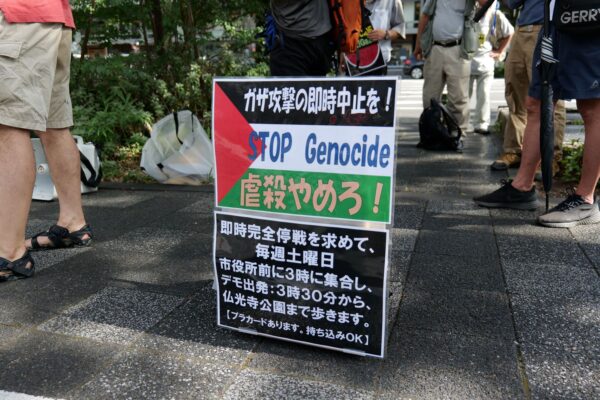 ガザ攻撃の即時中止を!
STOP Genocide
虐殺やめろ!
即時完全停戦を求めて、
毎週土曜日
市役所前に3時に集合し、
デモ出発:3時30分から、
仏光寺公園まで歩きます。
【プラカードあります。持ち込みOK】
GERRY